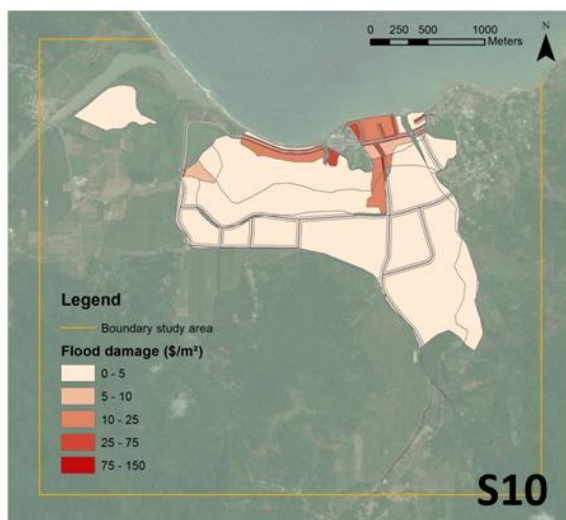 0 250 500 1000
Meters
N
Legend
Boundary study area
Flood damage ($/m²)
0 - 5
5 - 10
10 - 25
25 - 75
75 - 150
S10